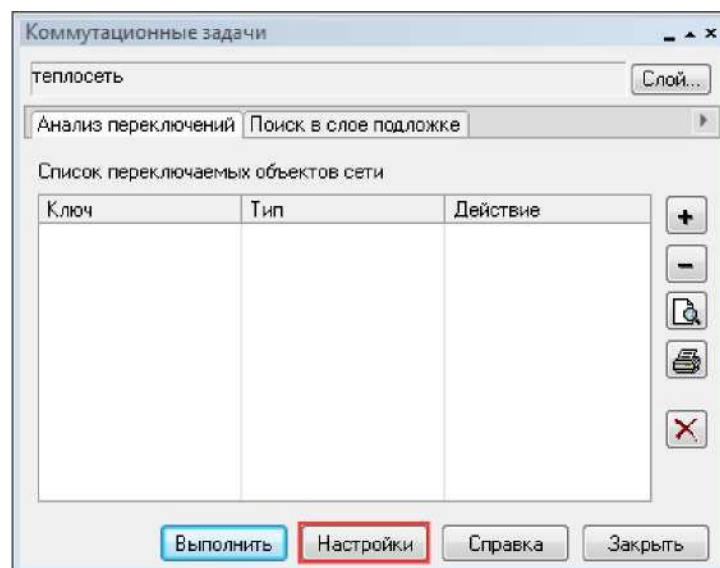 Коммутационные задачи
теплосеть
Слой...
Анализ переключений Поиск в слое подложке
Список переключаемых объектов сети
Ключ Тип Действие
Выполнить Настройки Справка Закрыть